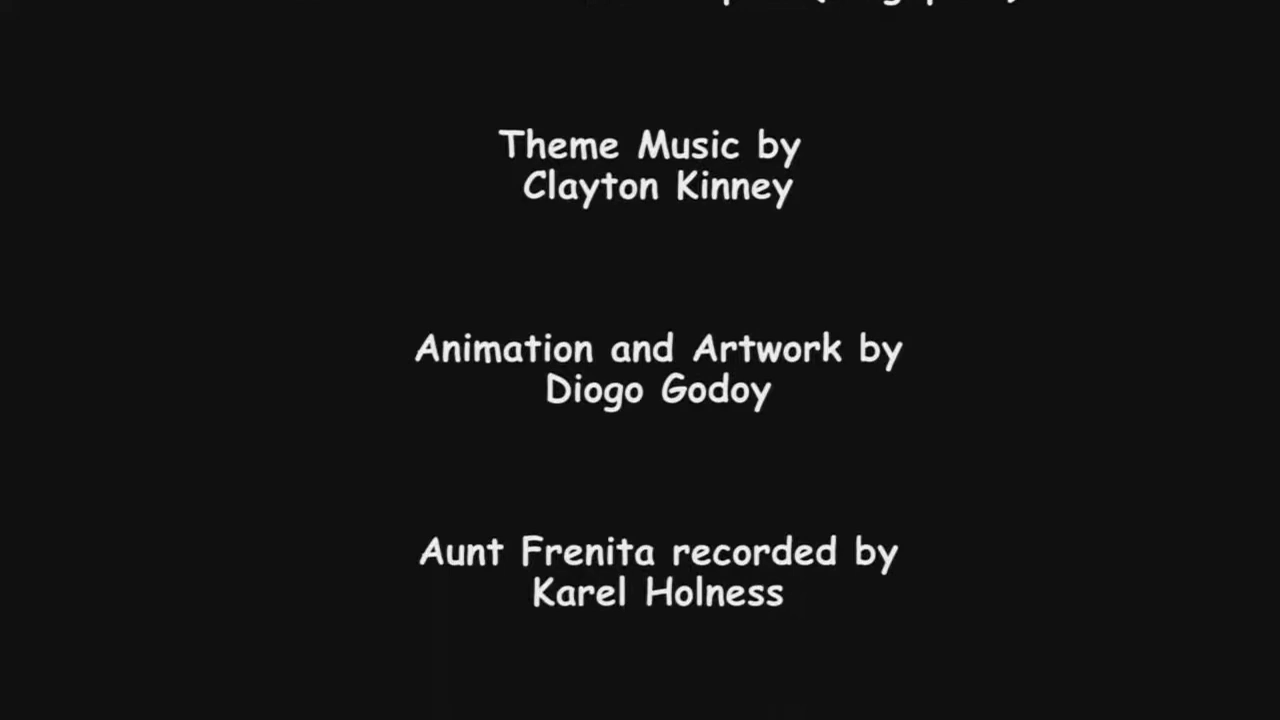 Theme Music by
Clayton Kinney
Animation and Artwork by
Diogo Godoy
Aunt Frenita recorded by
Karel Holness